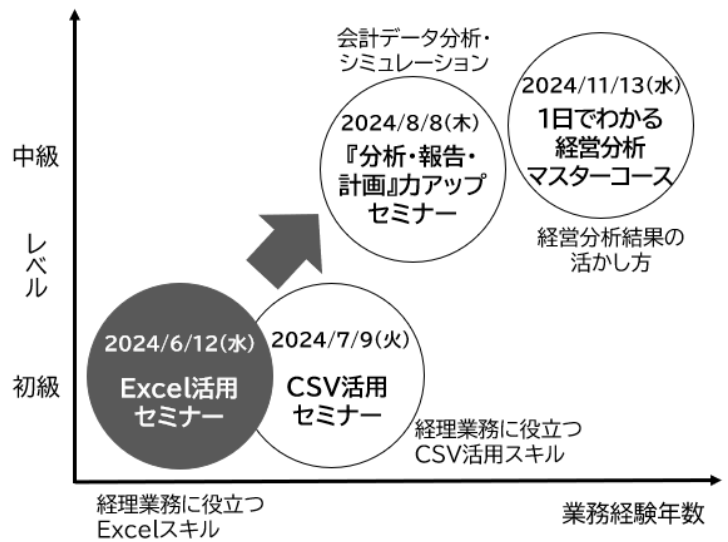 会計データ分析・
シミュレーション
2024/11/13(水)
1日でわかる
経営分析
マスターコース
2024/8/8(木)
『分析・報告・
計画』力アップ
セミナー
中級
経営分析結果の
活かし方
レベル
2024/6/12(水)
Excel活用
セミナー
2024/7/9(火)
CSV活用
セミナー
初級
経理業務に役立つ
CSV活用スキル
経理業務に役立つ
Excelスキル
業務経験年数